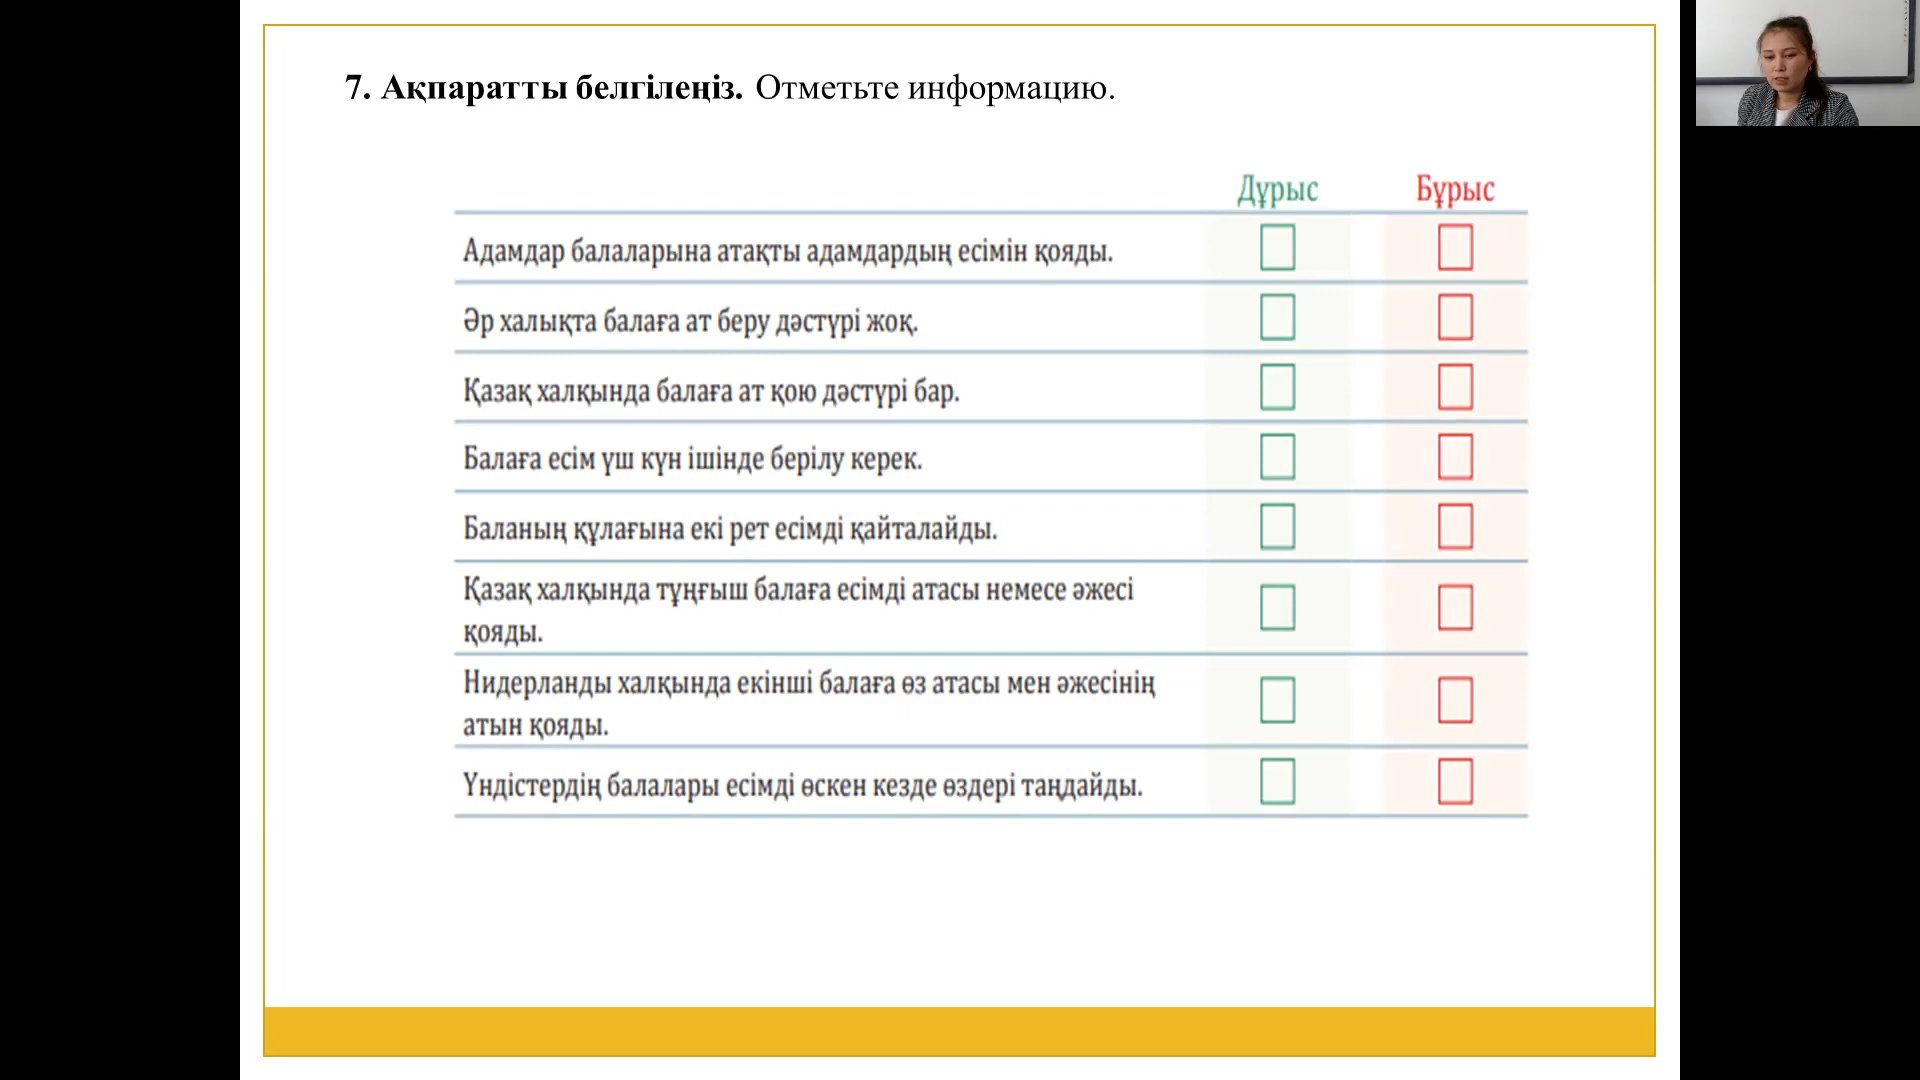 7. Ақпаратты белгілеңіз. Отметьте информацию.
Дұрыс Бұрыс
Адамдар балаларына атақты адамдардың есімін қояды.
Әр халықта балаға ат беру дәстүрі жоқ.
Қазақ халқында балаға ат қою дәстүрі бар.
Балаға есім үш күн ішінде берілу керек.
Баланың құлағына екі рет есімді қайталайды.
Қазақ халқында тұңғыш балаға есімді атасы немесе әжесі
қояды.
Нидерланды халқында екінші балаға өз атасы мен әжесінің
атын қояды.
Үндістердің балалары есімді өскен кезде өздері таңдайды.